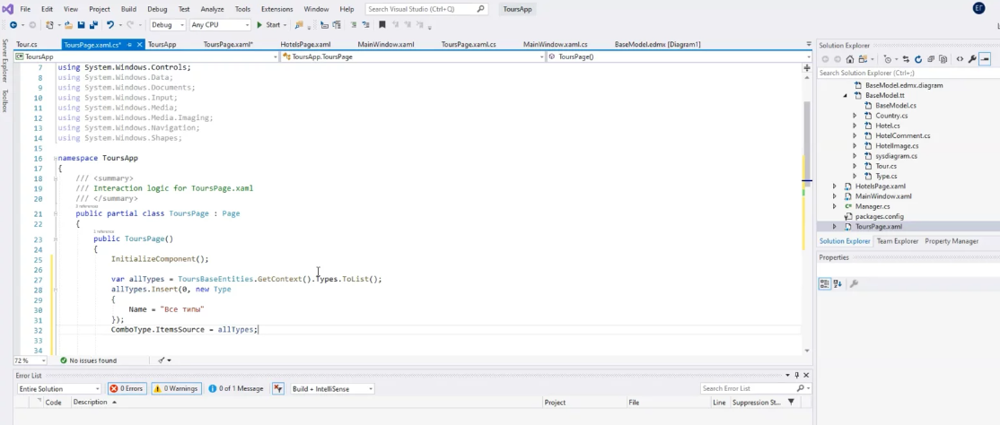 File Edit View Project Build Debug Test Analyze Tools Extensions Window Help Search Visual Studio (Ctrl+Q) ToursApp ЕГ
Debug Any CPU Start
Tour.cs ToursPage.xaml.cs* ToursApp ToursPage.xaml* HotelsPage.xaml MainWindow.xaml ToursPage.xaml.cs MainWindow.xaml.cs BaseModel.edmx [Diagram1]
ToursApp ToursApp.ToursPage ToursPage()
Server Explorer
Toolbox
7 using System.Windows.Controls;
8 using System.Windows.Data;
9 using System.Windows.Documents;
10 using System.Windows.Input;
11 using System.Windows.Media;
12 using System.Windows.Media.Imaging;
13 using System.Windows.Navigation;
14 using System.Windows.Shapes;
15
16 namespace ToursApp
17 {
18 /// <summary>
19 /// Interaction logic for ToursPage.xaml
20 /// </summary>
21 public partial class ToursPage : Page
22 {
23 public ToursPage()
24 {
25 InitializeComponent();
26
27 var allTypes = ToursBaseEntities.GetContext().Types.ToList();
28 allTypes.Insert(0, new Type
29 {
30 Name = "Все типы"
31 });
32 ComboType.ItemsSource = allTypes;
33
34
72 % No issues found
Solution Explorer
Search Solution Explorer (Ctrl+;)
BaseModel.edmx.diagram
BaseModel.tt
BaseModel.cs
Country.cs
Hotel.cs
HotelComment.cs
HotelImage.cs
sysdiagram.cs
Tour.cs
Type.cs
HotelsPage.xaml
MainWindow.xaml
Manager.cs
packages.config
ToursPage.xaml
Solution Explorer Team Explorer Property Manager
Properties
Error List
Entire Solution 0 Errors 0 Warnings 0 of 1 Message Build + IntelliSense Search Error List
Code Description Project File Line Suppression St...